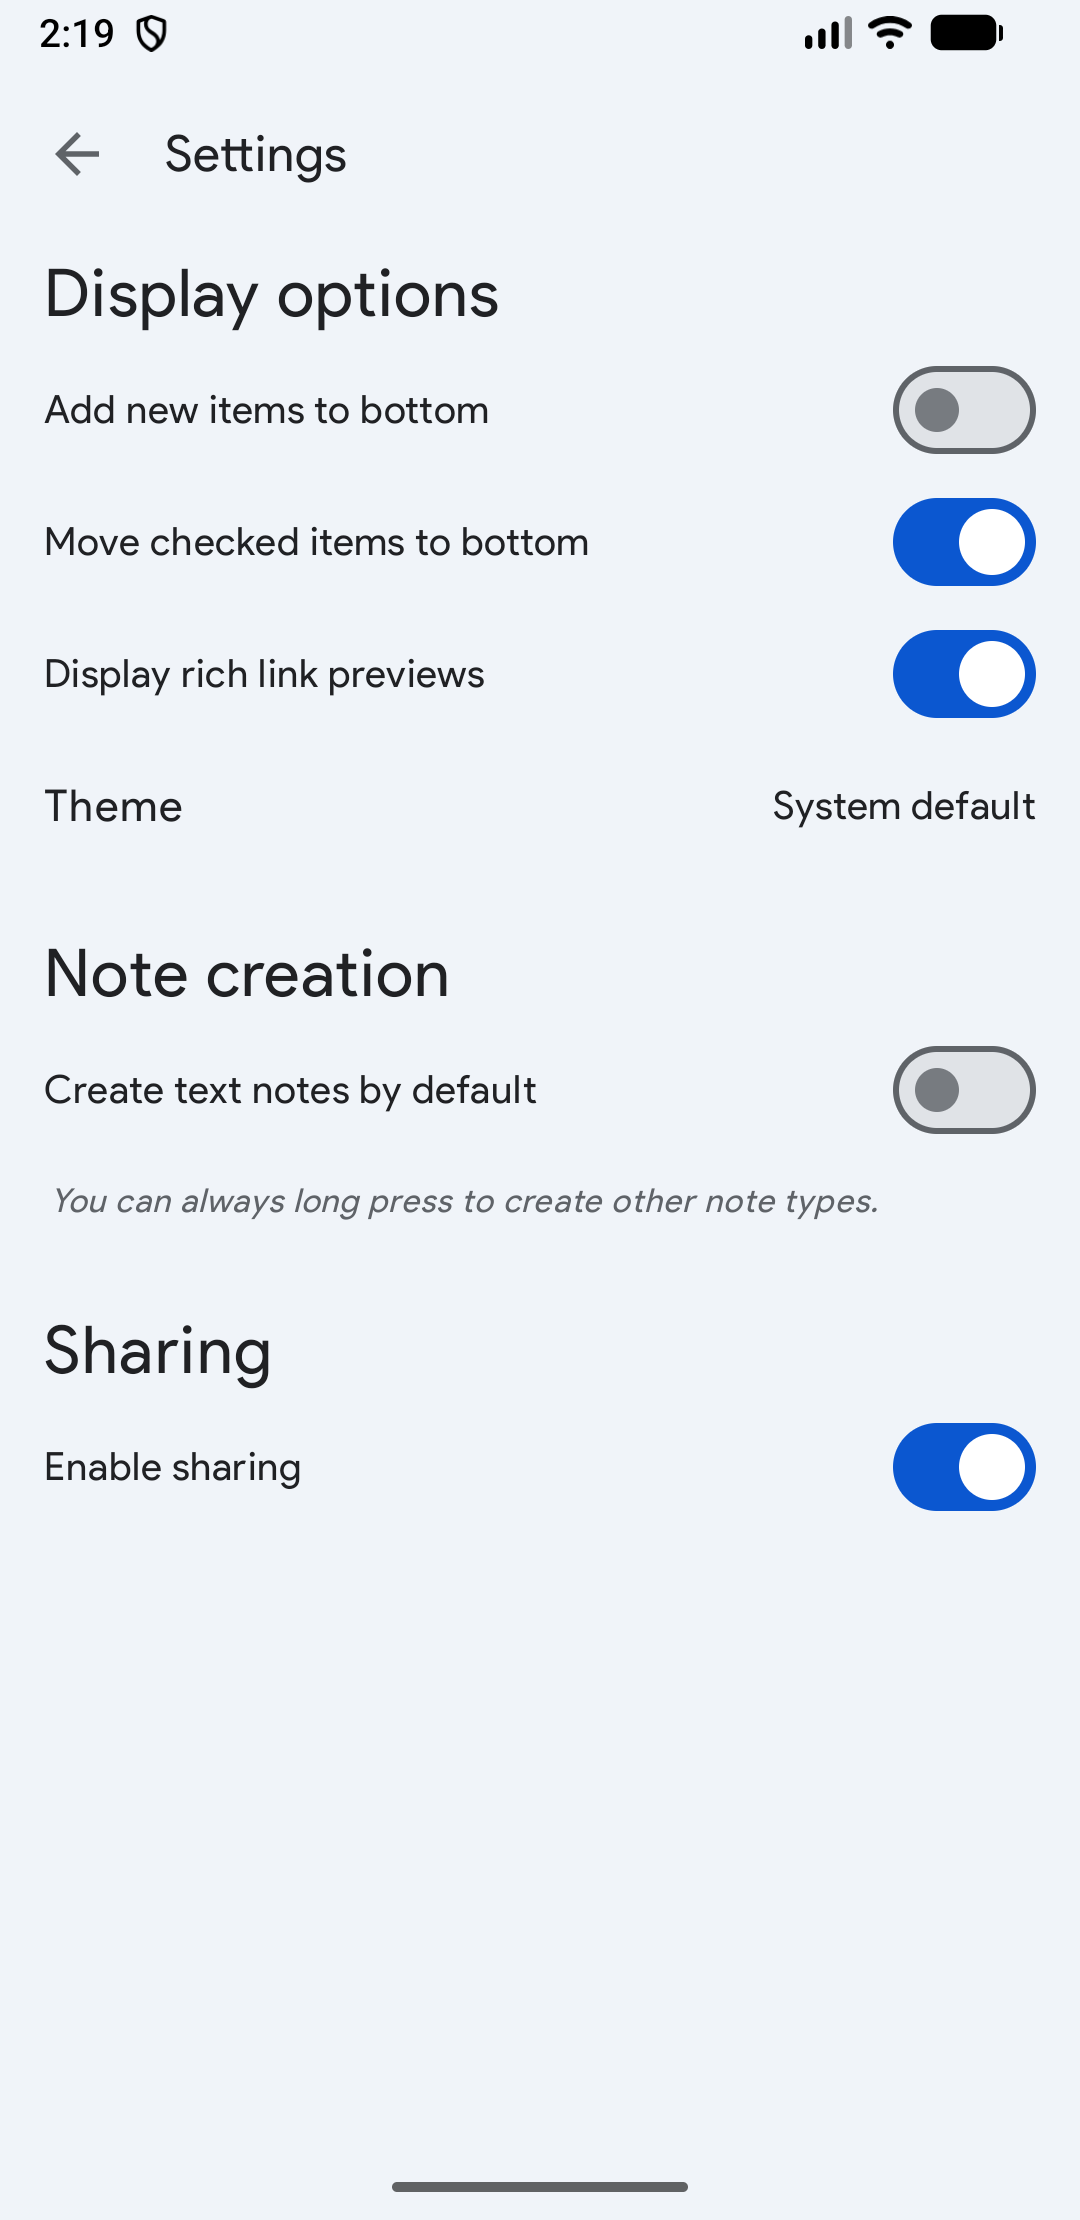 2:19
Settings
Display options
Add new items to bottom
Move checked items to bottom
Display rich link previews
Theme
System default
Note creation
Create text notes by default
You can always long press to create other note types.
Sharing
Enable sharing